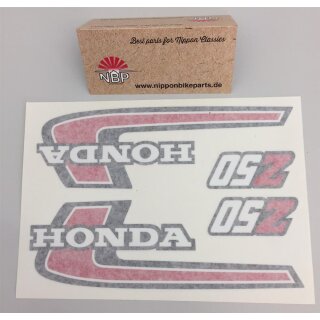 Best parts for Nippon Classics
NBP
www.nipponbikeparts.de
HONDA
Z50
HONDA
Z50